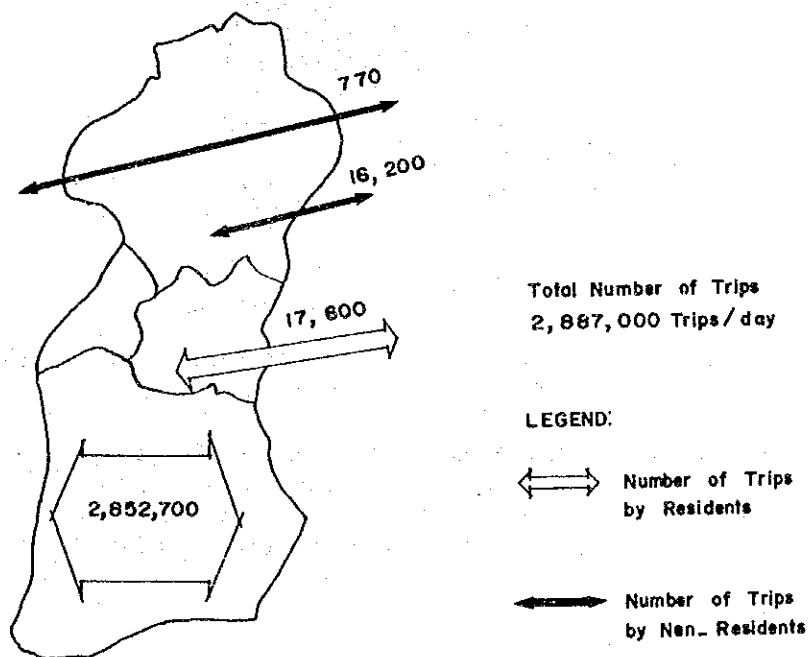 770
16, 200
17, 600
2,852,700
Total Number of Trips
2,887,000 Trips/day
LEGEND:
Number of Trips
by Residents
Number of Trips
by Non_ Residents